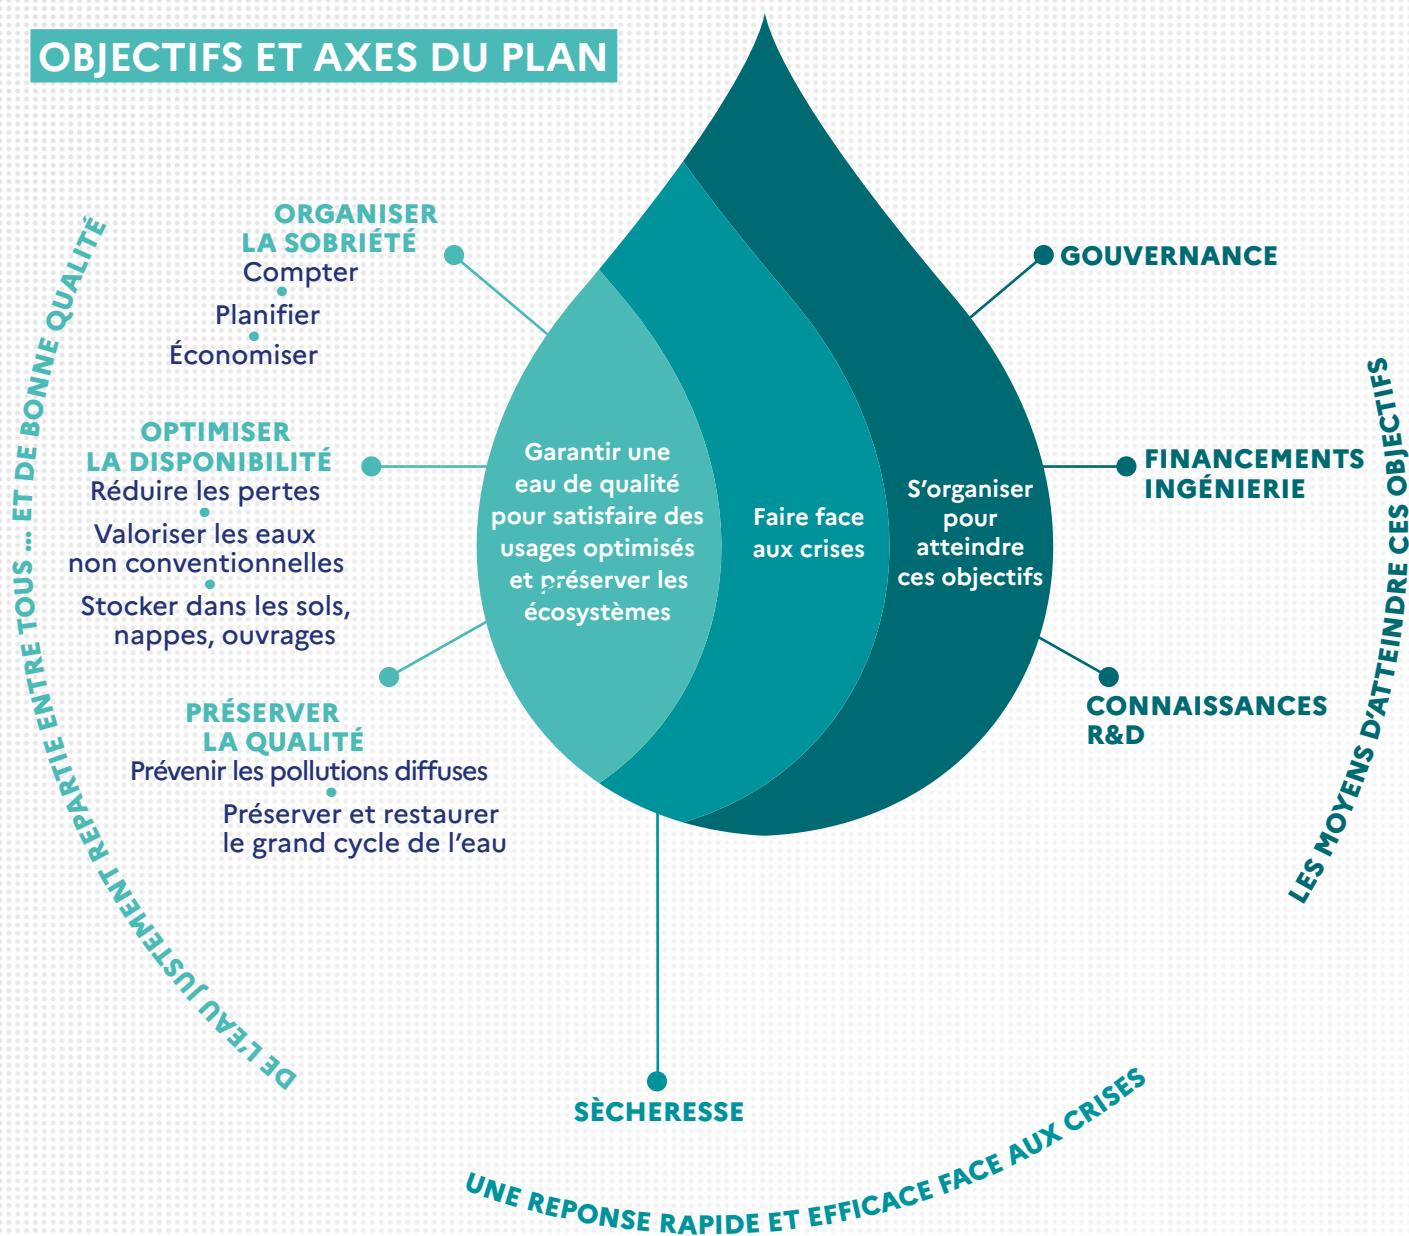 OBJECTIFS ET AXES DU PLAN
ORGANISER
LA SOBRIÉTÉ
Compter
Planifier
Économiser
OPTIMISER
LA DISPONIBILITÉ
Réduire les pertes
Valoriser les eaux
non conventionnelles
Stocker dans les sols,
nappes, ouvrages
PRÉSERVER
LA QUALITÉ
Prévenir les pollutions diffuses
Préserver et restaurer
le grand cycle de l'eau
DE L'EAU JUSTEMENT REPARTIE ENTRE TOUS ... ET DE BONNE QUALITÉ
Garantir une
eau de qualité
pour satisfaire des
usages optimisés
et préserver les
écosystèmes
Faire face
aux crises
S'organiser
pour
atteindre
ces objectifs
GOUVERNANCE
FINANCEMENTS
INGÉNIERIE
CONNAISSANCES
R&D
LES MOYENS D'ATTEINDRE CES OBJECTIFS
SÈCHERESSE
UNE REPONSE RAPIDE ET EFFICACE FACE AUX CRISES